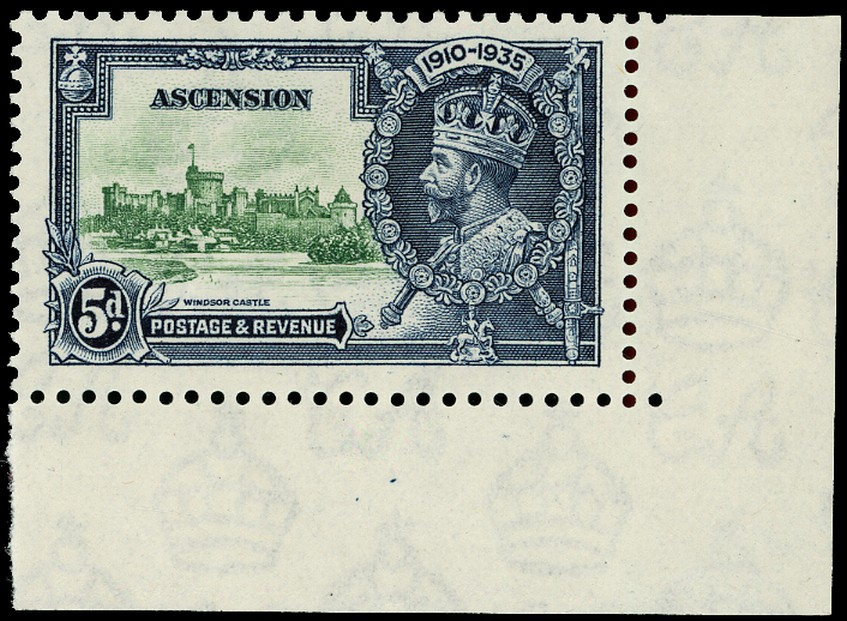 1910-1935
ASCENSION
WINDSOR CASTLE
5d.
POSTAGE & REVENUE